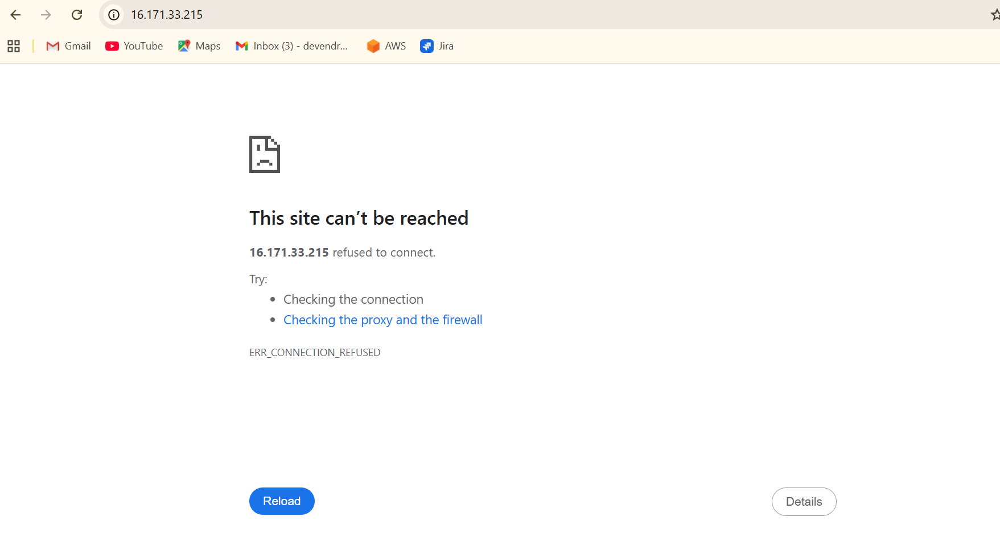 16.171.33.215
Gmail YouTube Maps Inbox (3) - devendr... AWS Jira
This site can’t be reached
16.171.33.215 refused to connect.
Try:
Checking the connection
Checking the proxy and the firewall
ERR_CONNECTION_REFUSED
Reload Details